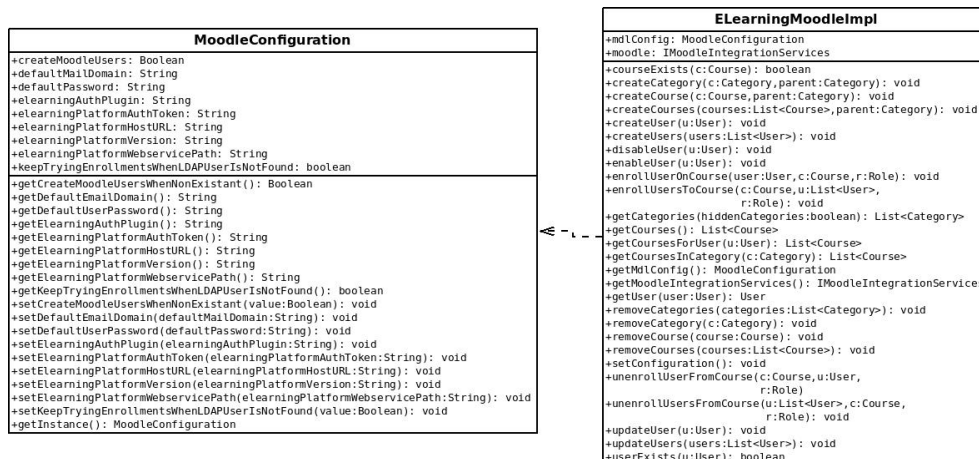 MoodleConfiguration
+createMoodleUsers: Boolean
+defaultMailDomain: String
+defaultPassword: String
+elearningAuthPlugin: String
+elearningPlatformAuthToken: String
+elearningPlatformHostURL: String
+elearningPlatformVersion: String
+elearningPlatformWebservicePath: String
+keepTryingEnrollmentsWhenLDAPUserIsNotFound: boolean
+getCreateMoodleUsersWhenNonExistant(): Boolean
+getDefaultEmailDomain(): String
+getDefaultUserPassword(): String
+getElearningAuthPlugin(): String
+getElearningPlatformAuthToken(): String
+getElearningPlatformHostURL(): String
+getElearningPlatformVersion(): String
+getElearningPlatformWebservicePath(): String
+getKeepTryingEnrollmentsWhenLDAPUserIsNotFound(): boolean
+setCreateMoodleUsersWhenNonExistant(value:Boolean): void
+setDefaultEmailDomain(defaultMailDomain:String): void
+setDefaultUserPassword(defaultPassword:String): void
+setElearningAuthPlugin(elearningAuthPlugin:String): void
+setElearningPlatformAuthToken(elearningPlatformAuthToken:String): void
+setElearningPlatformHostURL(elearningPlatformHostURL:String): void
+setElearningPlatformVersion(elearningPlatformVersion:String): void
+setElearningPlatformWebservicePath(elearningPlatformWebservicePath:String): void
+setKeepTryingEnrollmentsWhenLDAPUserIsNotFound(value:Boolean): void
+getInstance(): MoodleConfiguration
ELearningMoodleImpl
+mdlConfig: MoodleConfiguration
+moodle: IMoodleIntegrationServices
+courseExists(c:Course): boolean
+createCategory(c:Category,parent:Category): void
+createCourse(c:Course,parent:Category): void
+createCourses(courses:List<Course>,parent:Category): void
+createUser(u:User): void
+createUsers(users:List<User>): void
+disableUser(u:User): void
+enableUser(u:User): void
+enrollUserOnCourse(user:User,c:Course,r:Role): void
+enrollUsersToCourse(c:Course,u:List<User>,
r:Role): void
+getCategories(hiddenCategories:boolean): List<Category>
+getCourses(): List<Course>
+getCoursesForUser(u:User): List<Course>
+getCoursesInCategory(c:Category): List<Course>
+getMdlConfig(): MoodleConfiguration
+getMoodleIntegrationServices(): IMoodleIntegrationServices
+getUser(user:User): User
+removeCategories(categories:List<Category>): void
+removeCategory(c:Category): void
+removeCourse(course:Course): void
+removeCourses(courses:List<Course>): void
+setConfiguration(): void
+unenrollUserFromCourse(c:Course,u:User,
r:Role)
+unenrollUsersFromCourse(u:List<User>,c:Course,
r:Role): void
+updateUser(u:User): void
+updateUsers(users:List<User>): void
+userExists(u:User): boolean